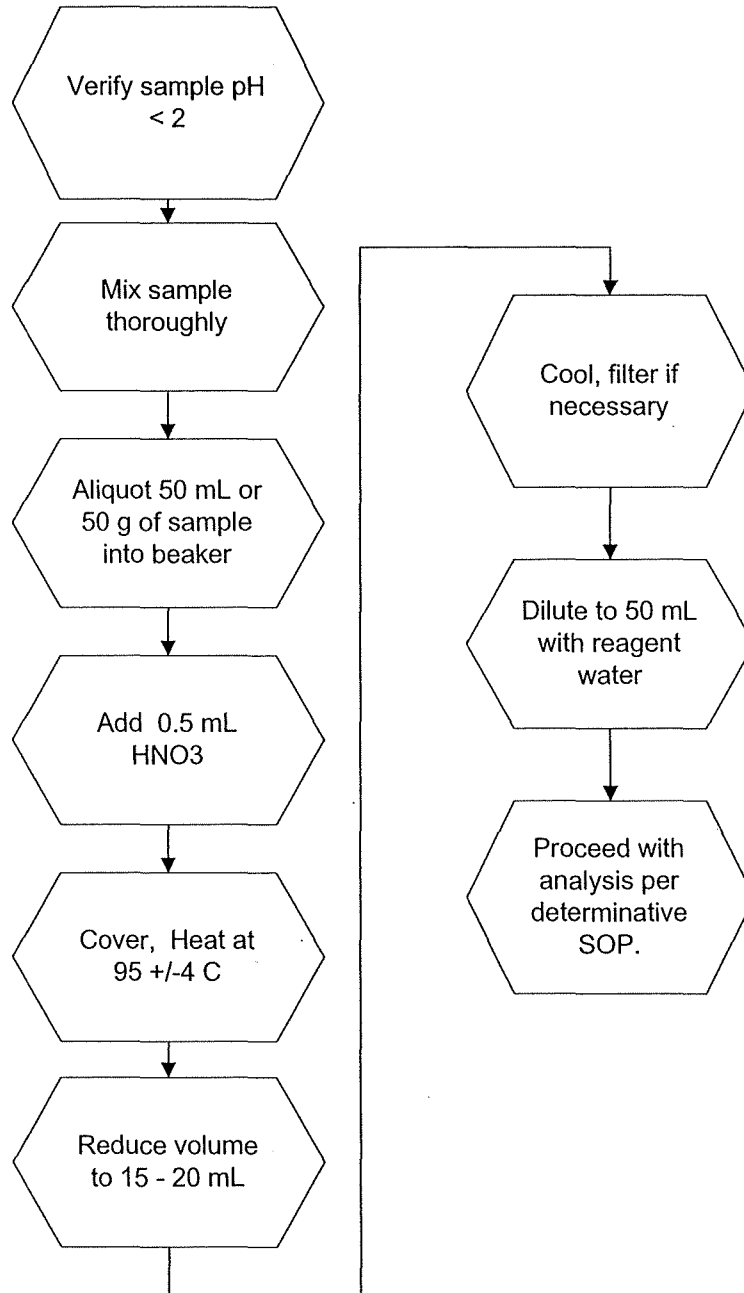 Verify sample pH
< 2
Mix sample
thoroughly
Aliquot 50 mL or
50 g of sample
into beaker
Add 0.5 mL
HNO3
Cover, Heat at
95 +/-4 C
Reduce volume
to 15 - 20 mL
Cool, filter if
necessary
Dilute to 50 mL
with reagent
water
Proceed with
analysis per
determinative
SOP.